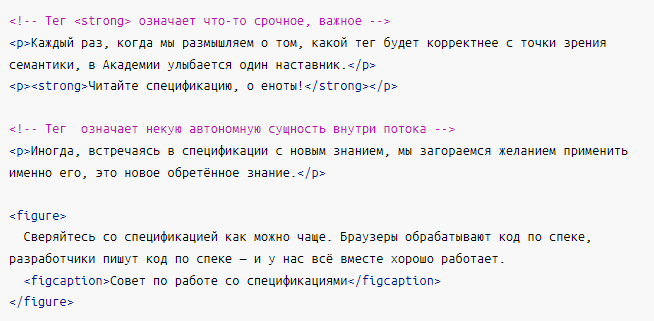 <!-- Тег <strong> означает что-то срочное, важное -->
<p>Каждый раз, когда мы размышляем о том, какой тег будет корректнее с точки зрения
семантики, в Академии улыбается один наставник.</p>
<p><strong>Читайте спецификацию, о еноты!</strong></p>
<!-- Тег  означает некую автономную сущность внутри потока -->
<p>Иногда, встречаясь в спецификации с новым знанием, мы загораемся желанием применить
именно его, это новое обретённое знание.</p>
<figure>
Сверяйтесь со спецификацией как можно чаще. Браузеры обрабатывают код по спеке,
разработчики пишут код по спеке — и у нас всё вместе хорошо работает.
<figcaption>Совет по работе со спецификациями</figcaption>
</figure>